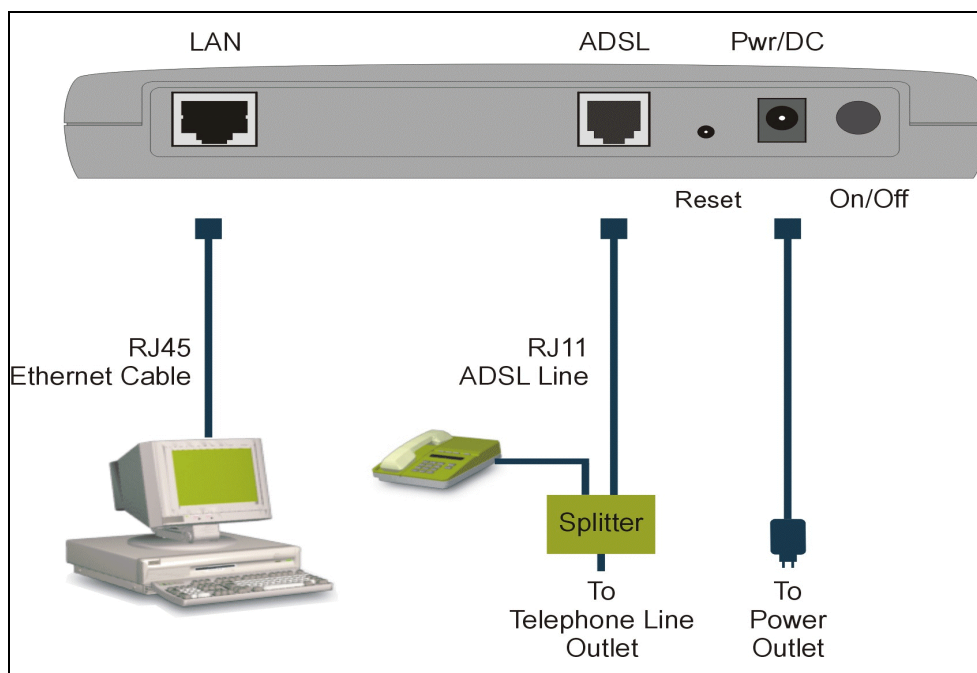 LAN
ADSL
Pwr/DC
Reset
On/Off
RJ45
Ethernet Cable
RJ11
ADSL Line
Splitter
To
Telephone Line
Outlet
To
Power
Outlet